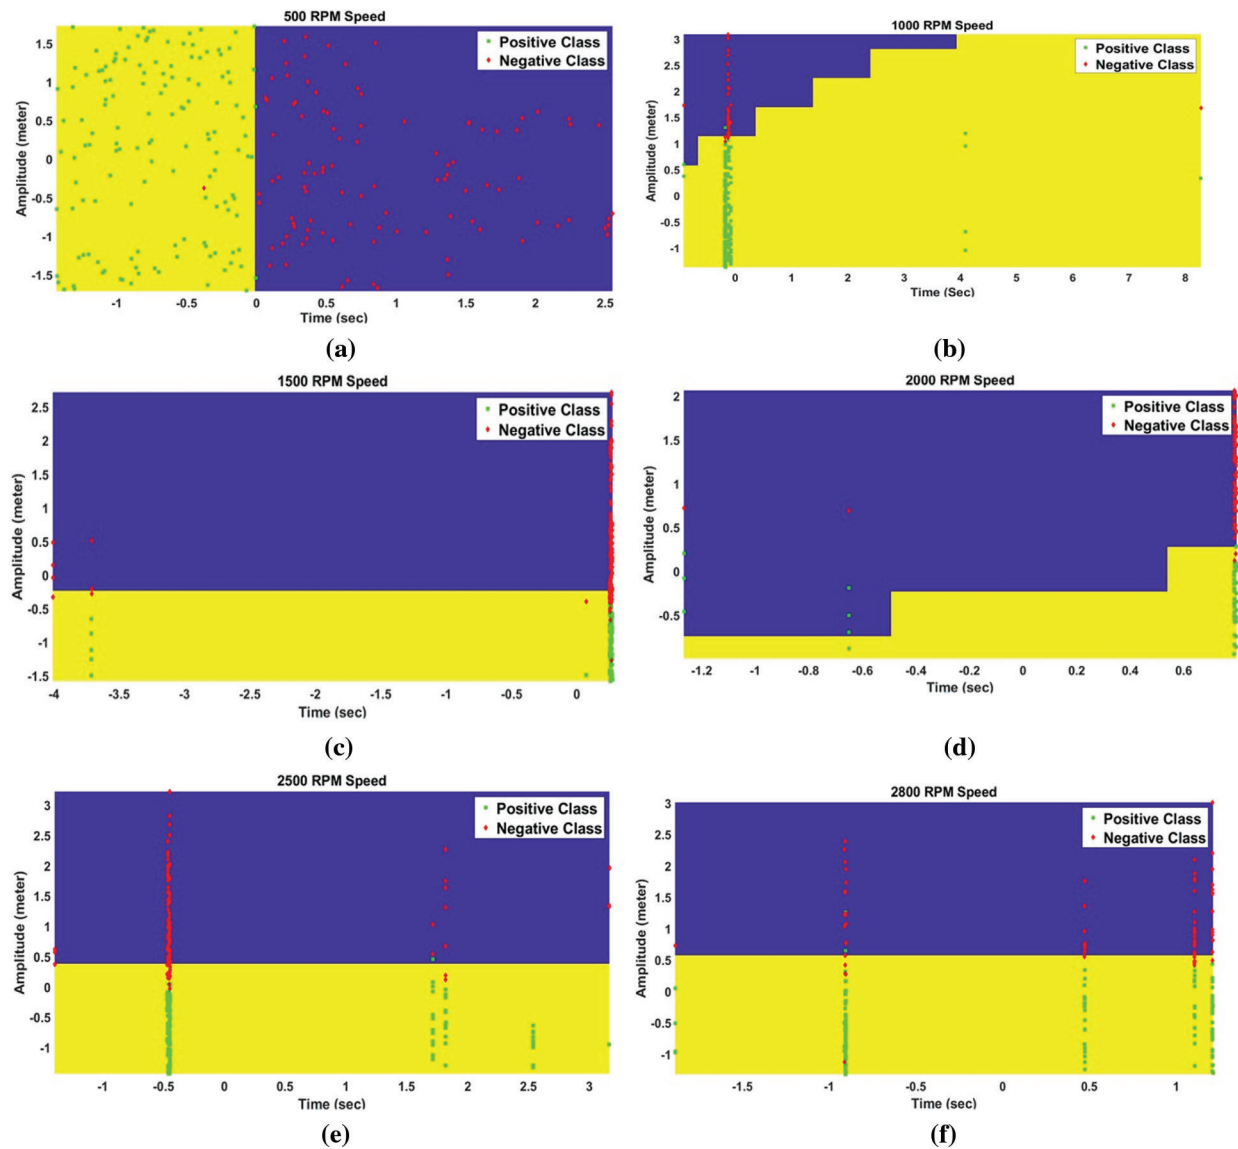 500 RPM Speed
Positive Class
Negative Class
Amplitude (meter)
1.5
1
0.5
0
-0.5
-1
-1.5
-1 -0.5 0 0.5 1 1.5 2 2.5
Time (sec)
(a)
1000 RPM Speed
Positive Class
Negative Class
Amplitude (meter)
3
2.5
2
1.5
1
0.5
0
-0.5
-1
0 1 2 3 4 5 6 7 8
Time (Sec)
(b)
1500 RPM Speed
Positive Class
Negative Class
Amplitude (meter)
2.5
2
1.5
1
0.5
0
-0.5
-1
-1.5
-4 -3.5 -3 -2.5 -2 -1.5 -1 -0.5 0
Time (sec)
(c)
2000 RPM Speed
Positive Class
Negative Class
Amplitude (meter)
2
1.5
1
0.5
0
-0.5
-1.2 -1 -0.8 -0.6 -0.4 -0.2 0 0.2 0.4 0.6
Time (sec)
(d)
2500 RPM Speed
Positive Class
Negative Class
Amplitude (meter)
3
2.5
2
1.5
1
0.5
0
-0.5
-1
-1 -0.5 0 0.5 1 1.5 2 2.5 3
Time (sec)
(e)
2800 RPM Speed
Positive Class
Negative Class
Amplitude (meter)
3
2.5
2
1.5
1
0.5
0
-0.5
-1
-1.5 -1 -0.5 0 0.5 1
Time (sec)
(f)